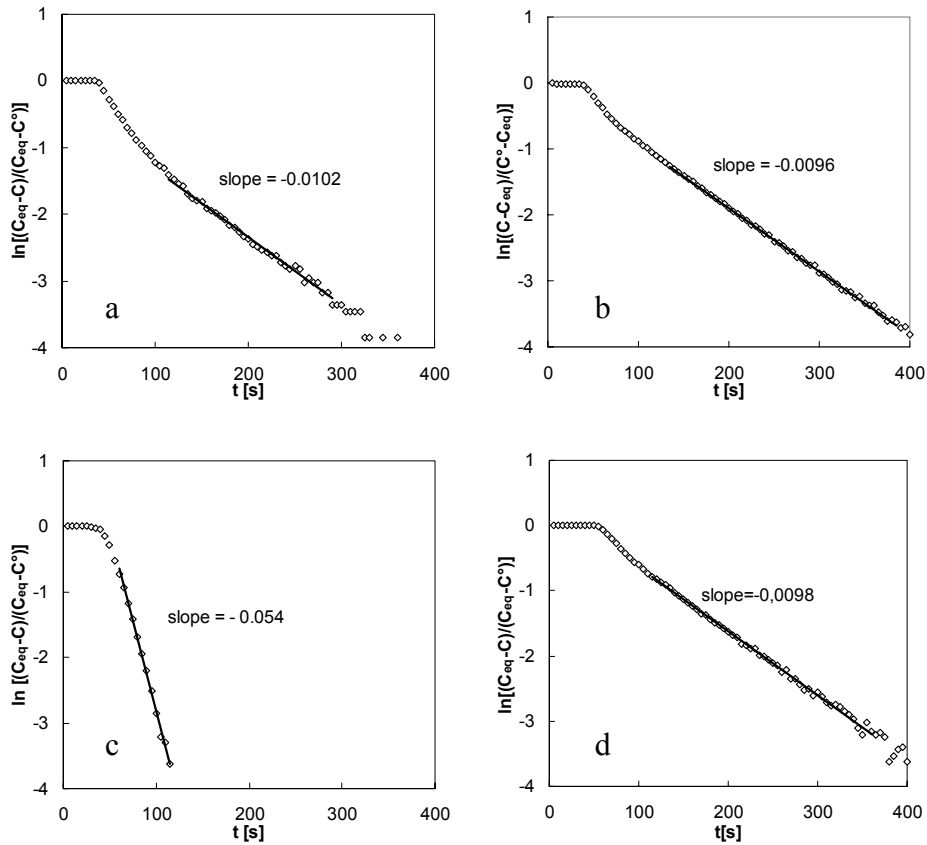 1
0
-1
-2
-3
-4
0
100
200
300
400
t [s]
ln[(Ceq-C)/(Ceq-C°)]
slope = -0.0102
a
1
0
-1
-2
-3
-4
0
100
200
300
400
t [s]
ln[(C-Ceq)/(C°-Ceq)]
slope = -0.0096
b
1
0
-1
-2
-3
-4
0
100
200
300
400
t [s]
ln [(Ceq-C)/(Ceq-C°)]
slope = - 0.054
c
1
0
-1
-2
-3
-4
0
100
200
300
400
t[s]
ln[(Ceq-C)/(Ceq-C°)]
slope=-0,0098
d